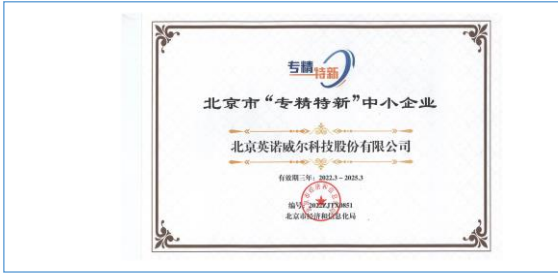 专精特新
北京市“专精特新”中小企业
北京英诺威尔科技股份有限公司
有效期三年：2022.3－2025.3
编号：2022ZJTX0851
北京市经济和信息化局